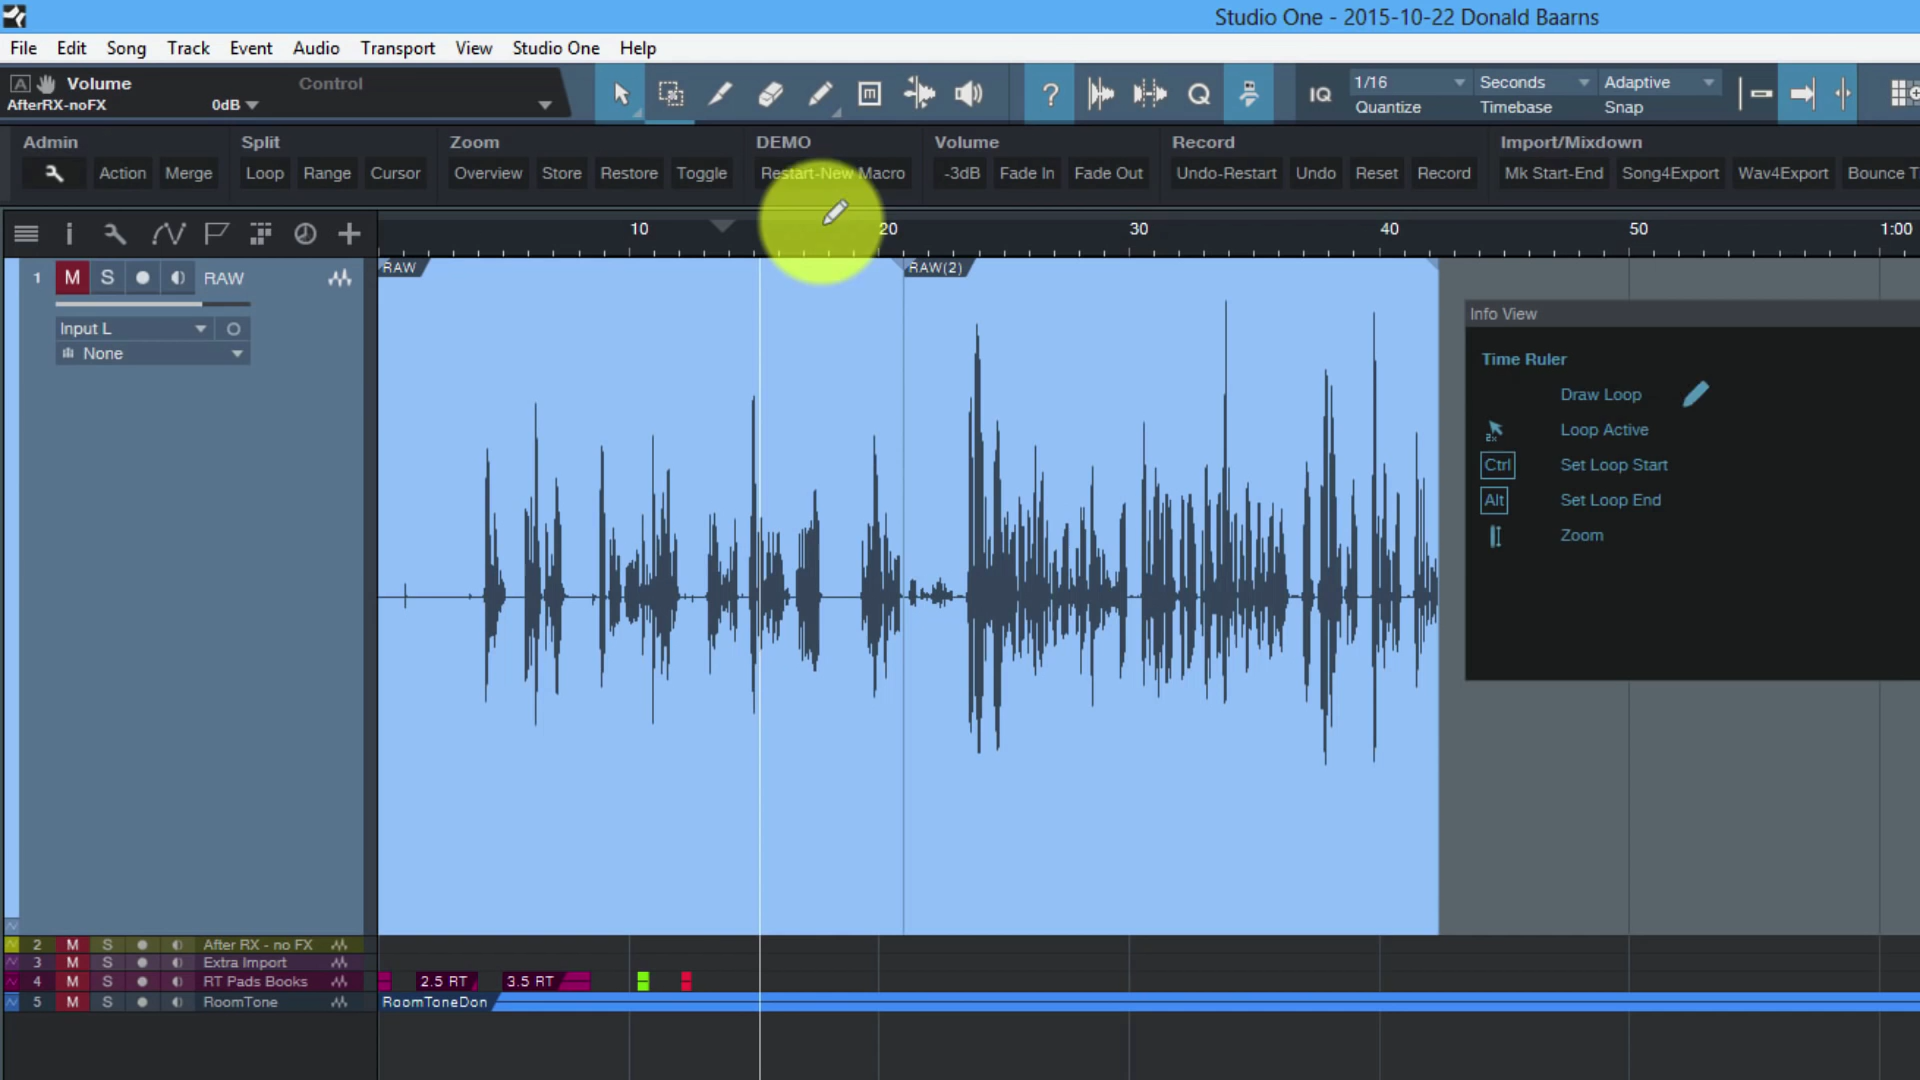 Studio One - 2015-10-22 Donald Baarns
File Edit Song Track Event Audio Transport View Studio One Help
A Volume Control
AfterRX-noFX 0dB
? Q IQ 1/16 Seconds Adaptive
Quantize Timebase Snap
Admin Split Zoom DEMO Volume Record Import/Mixdown
Action Merge Loop Range Cursor Overview Store Restore Toggle Restart-New Macro -3dB Fade In Fade Out Undo-Restart Undo Reset Record Mk Start-End Song4Export Wav4Export Bounce T
i 10 20 30 40 50 1:00
1 M S RAW RAW RAW(2)
Input L
None
Info View
Time Ruler
Draw Loop
2x Loop Active
Ctrl Set Loop Start
Alt Set Loop End
Zoom
2 M S After RX - no FX
3 M S Extra Import
4 M S RT Pads Books 2.5 RT 3.5 RT
5 M S RoomTone RoomToneDon